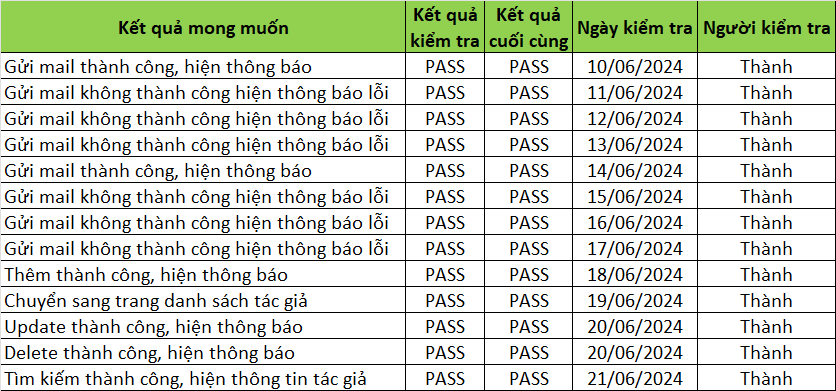 Kết quả mong muốn Kết quả kiểm tra Kết quả cuối cùng Ngày kiểm tra Người kiểm tra
Gửi mail thành công, hiện thông báo PASS PASS 10/06/2024 Thành
Gửi mail không thành công hiện thông báo lỗi PASS PASS 11/06/2024 Thành
Gửi mail không thành công hiện thông báo lỗi PASS PASS 12/06/2024 Thành
Gửi mail không thành công hiện thông báo lỗi PASS PASS 13/06/2024 Thành
Gửi mail thành công, hiện thông báo PASS PASS 14/06/2024 Thành
Gửi mail không thành công hiện thông báo lỗi PASS PASS 15/06/2024 Thành
Gửi mail không thành công hiện thông báo lỗi PASS PASS 16/06/2024 Thành
Gửi mail không thành công hiện thông báo lỗi PASS PASS 17/06/2024 Thành
Thêm thành công, hiện thông báo PASS PASS 18/06/2024 Thành
Chuyển sang trang danh sách tác giả PASS PASS 19/06/2024 Thành
Update thành công, hiện thông báo PASS PASS 20/06/2024 Thành
Delete thành công, hiện thông báo PASS PASS 20/06/2024 Thành
Tìm kiếm thành công, hiện thông tin tác giả PASS PASS 21/06/2024 Thành